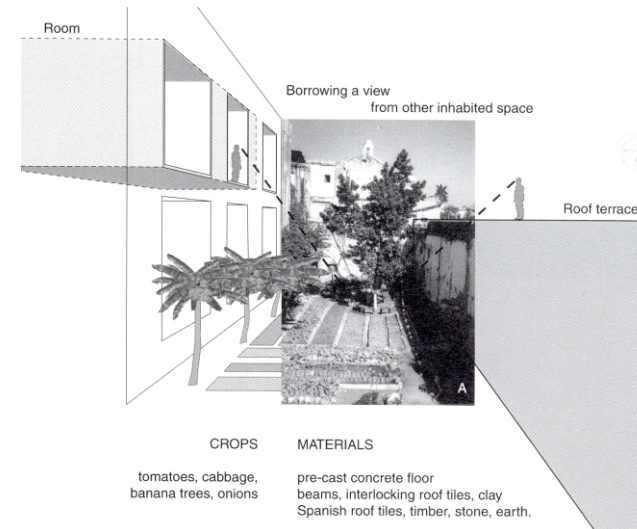 Room
Borrowing a view
from other inhabited space
Roof terrace
A
CROPS
tomatoes, cabbage,
banana trees, onions
MATERIALS
pre-cast concrete floor
beams, interlocking roof tiles, clay
Spanish roof tiles, timber, stone, earth.